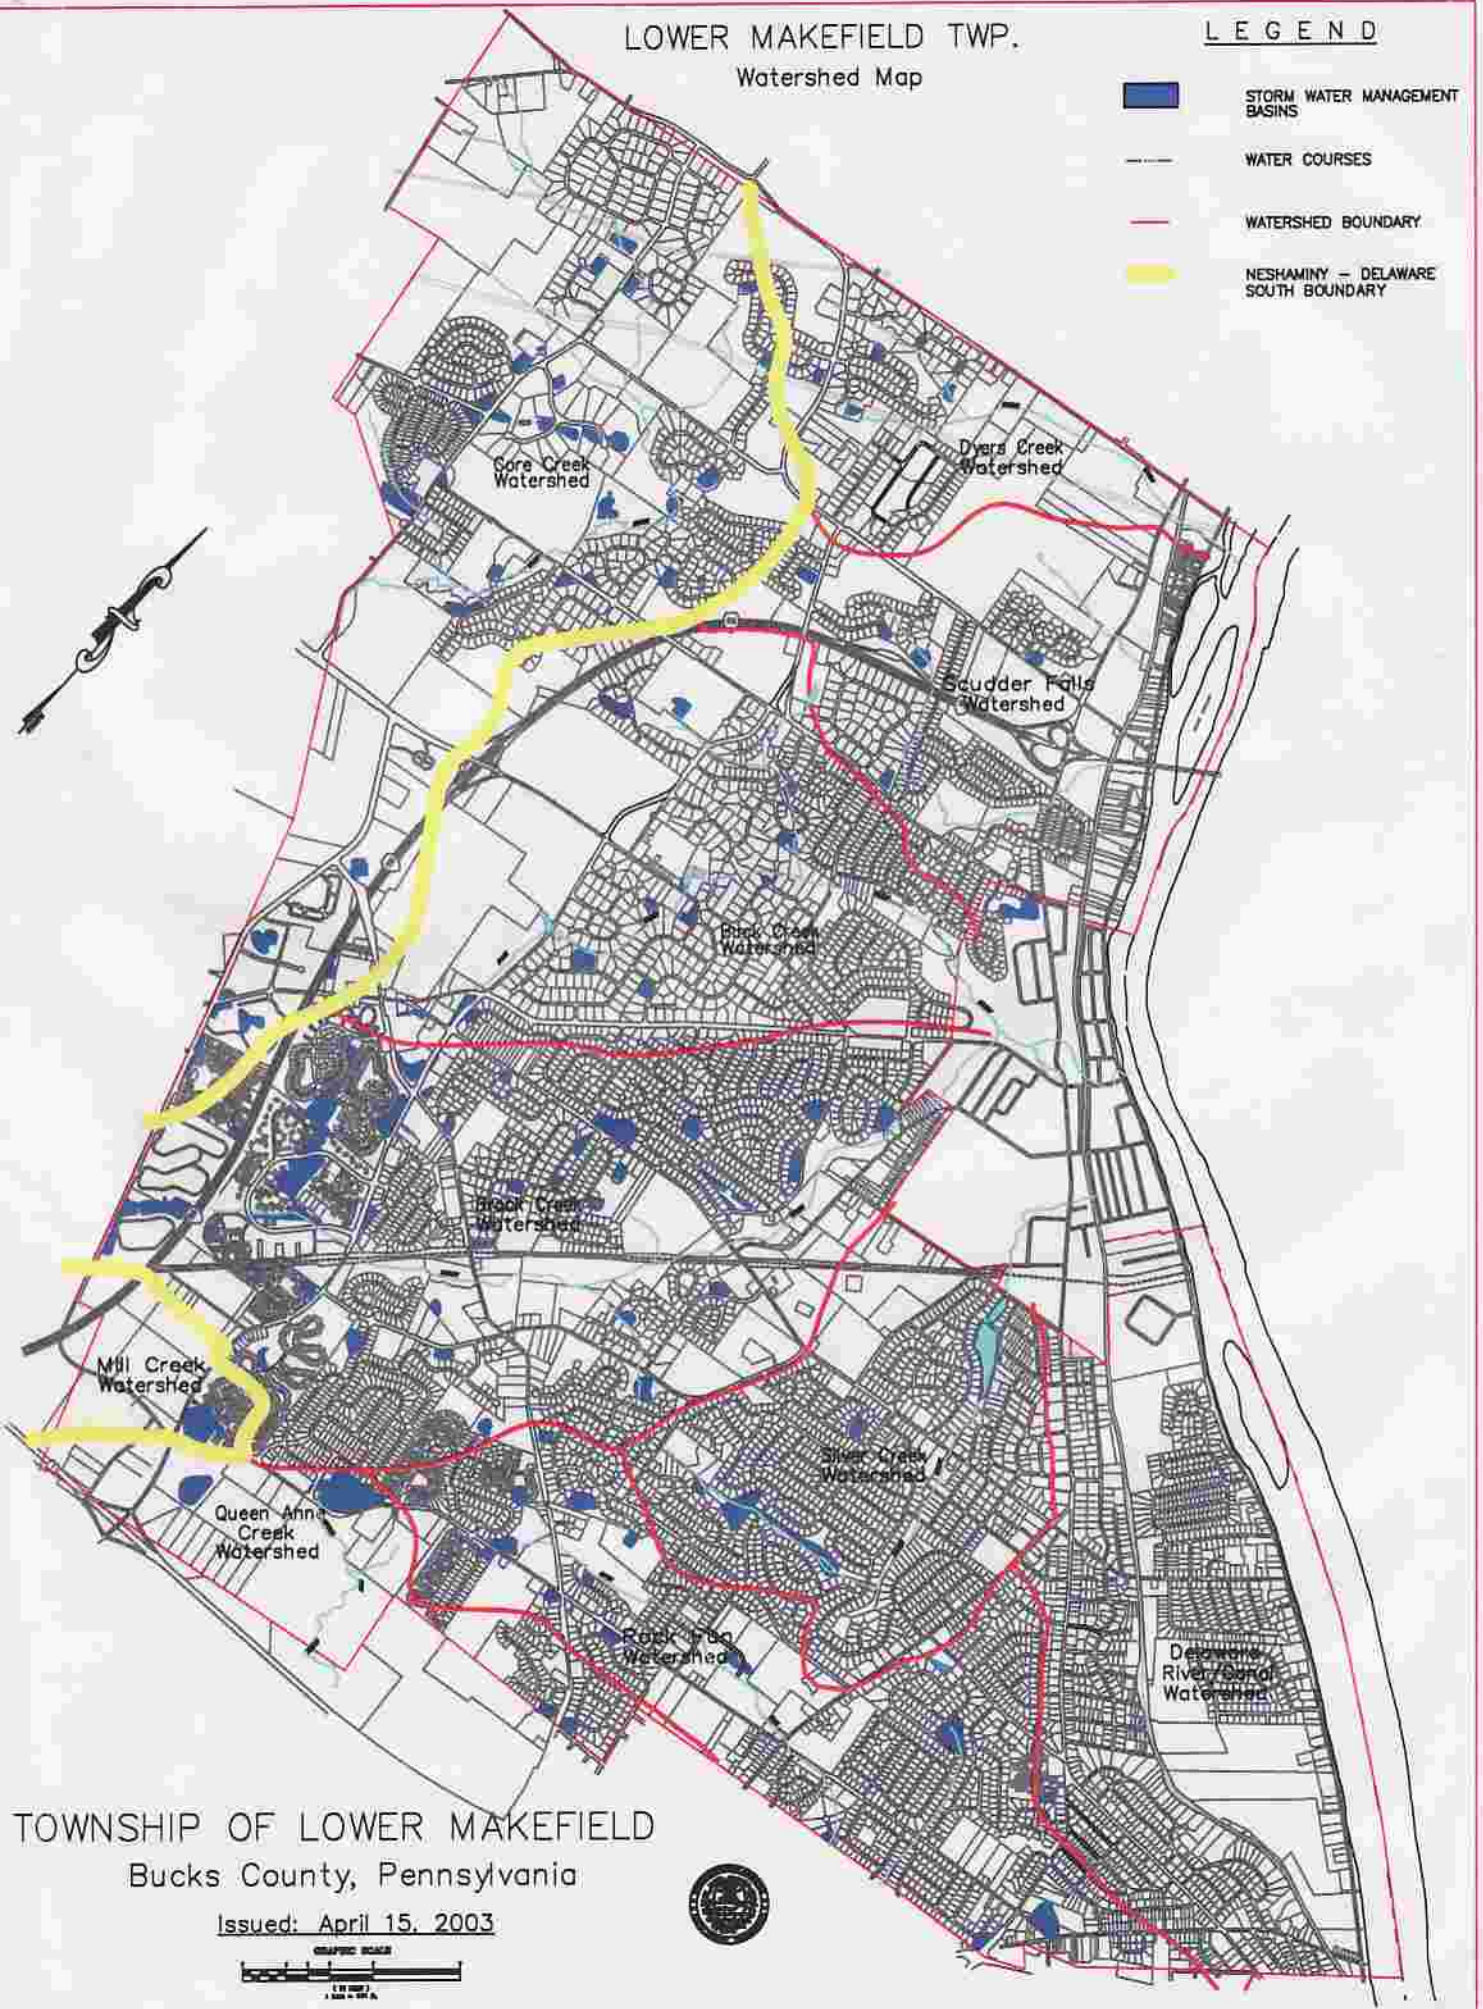 LOWER MAKEFIELD TWP.
Watershed Map
LEGEND
STORM WATER MANAGEMENT
BASINS
WATER COURSES
WATERSHED BOUNDARY
NESHAMINY - DELAWARE
SOUTH BOUNDARY
Dyers Creek
Watershed
Core Creek
Watershed
Scudder Falls
Watershed
Buck Creek
Watershed
Brock Creek
Watershed
Mill Creek
Watershed
Silver Creek
Watershed
Queen Anne
Creek
Watershed
Rock Run
Watershed
Delaware
River/Canal
Watershed
TOWNSHIP OF LOWER MAKEFIELD
Bucks County, Pennsylvania
Issued: April 15, 2003
GRAPHIC SCALE